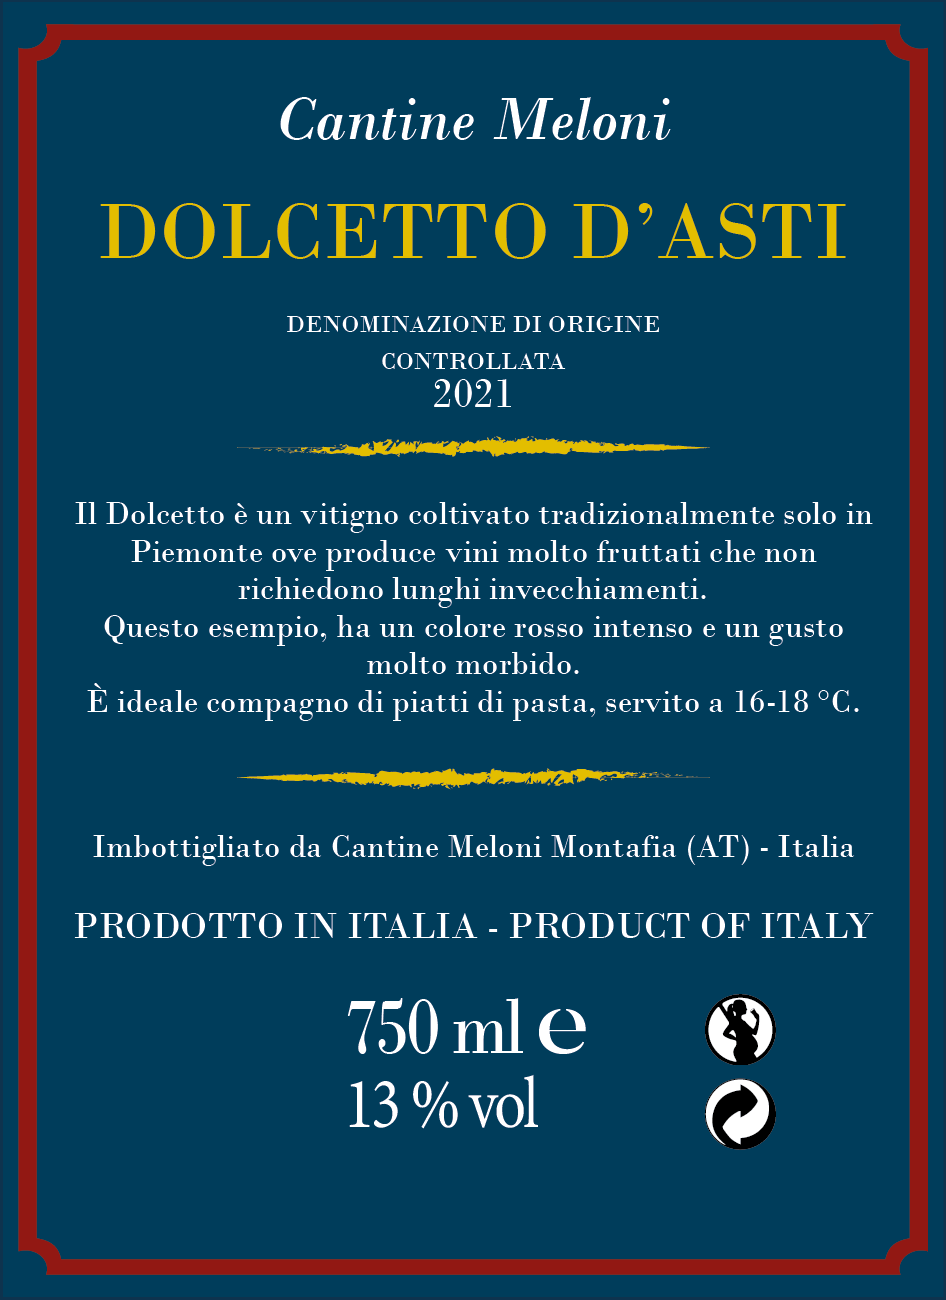 Cantine Meloni
DOLCETTO D’ASTI
DENOMINAZIONE DI ORIGINE
CONTROLLATA
2021
Il Dolcetto è un vitigno coltivato tradizionalmente solo in
Piemonte ove produce vini molto fruttati che non
richiedono lunghi invecchiamenti.
Questo esempio, ha un colore rosso intenso e un gusto
molto morbido.
È ideale compagno di piatti di pasta, servito a 16-18 °C.
Imbottigliato da Cantine Meloni Montafia (AT) - Italia
PRODOTTO IN ITALIA - PRODUCT OF ITALY
750 ml e
13 % vol